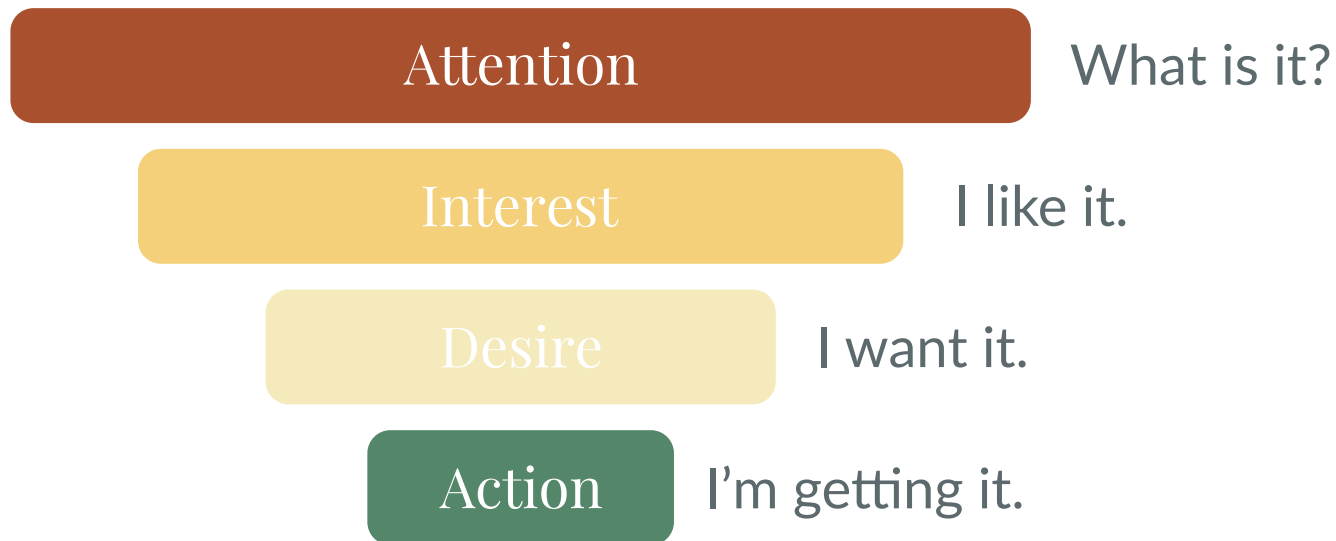 Attention What is it?
Interest I like it.
Desire I want it.
Action I’m getting it.